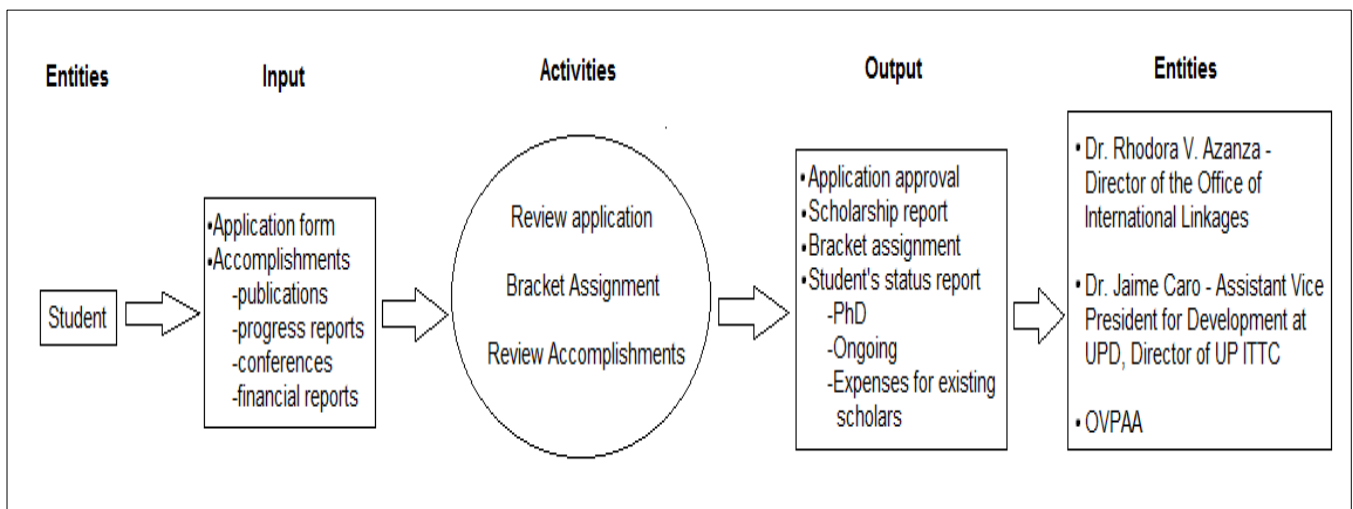 Entities
Input
Activities
Output
Entities
Student
•Application form
•Accomplishments
-publications
-progress reports
-conferences
-financial reports
Review application
Bracket Assignment
Review Accomplishments
•Application approval
•Scholarship report
•Bracket assignment
•Student's status report
-PhD
-Ongoing
-Expenses for existing
scholars
•Dr. Rhodora V. Azanza -
Director of the Office of
International Linkages
•Dr. Jaime Caro - Assistant Vice
President for Development at
UPD, Director of UP ITTC
•OVPAA